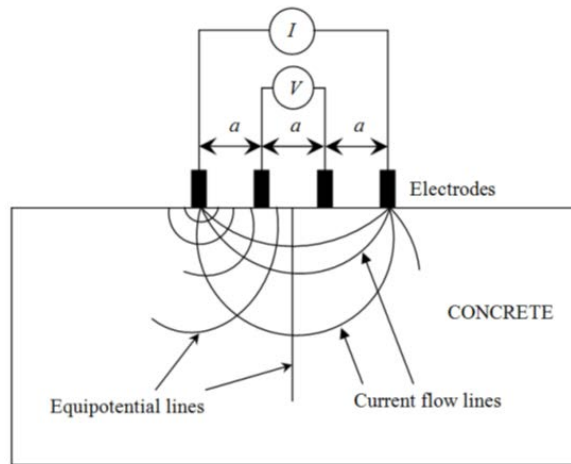 I
V
a a a
Electrodes
CONCRETE
Equipotential lines
Current flow lines